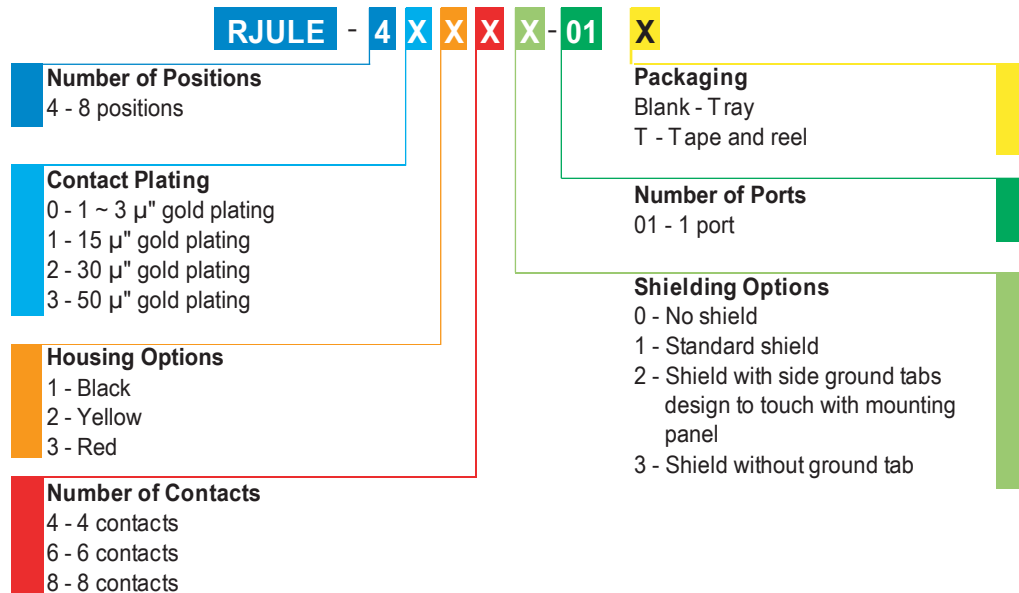 RJULE - 4 X X X X - 01 X
Number of Positions
4 - 8 positions
Contact Plating
0 - 1 ~ 3 µ" gold plating
1 - 15 µ" gold plating
2 - 30 µ" gold plating
3 - 50 µ" gold plating
Housing Options
1 - Black
2 - Yellow
3 - Red
Number of Contacts
4 - 4 contacts
6 - 6 contacts
8 - 8 contacts
Packaging
Blank - Tray
T - Tape and reel
Number of Ports
01 - 1 port
Shielding Options
0 - No shield
1 - Standard shield
2 - Shield with side ground tabs
design to touch with mounting
panel
3 - Shield without ground tab